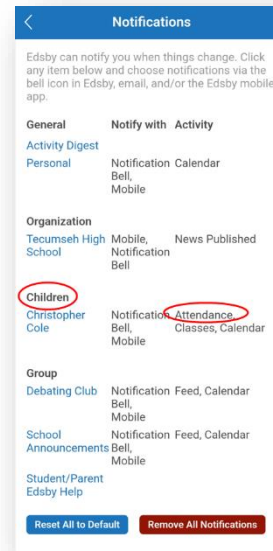 Notifications
Edsby can notify you when things change. Click
any item below and choose notifications via the
bell icon in Edsby, email, and/or the Edsby mobile
app.
General Notify with Activity
Activity Digest
Personal Notification Calendar
Bell,
Mobile
Organization
Tecumseh High Mobile, News Published
School Notification
Bell
Children
Christopher Notification Attendance,
Cole Bell, Classes, Calendar
Mobile
Group
Debating Club Notification Feed, Calendar
Bell,
Mobile
School Notification Feed, Calendar
Announcements Bell,
Mobile
Student/Parent
Edsby Help
Reset All to Default Remove All Notifications